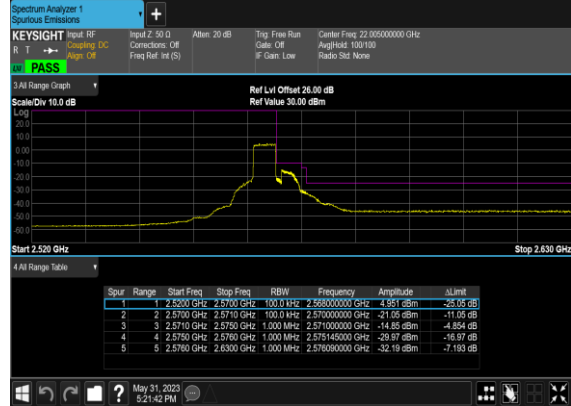 Spectrum Analyzer 1
Spurious Emissions
+
KEYSIGHT Input: RF Input Z: 50 Ω Atten: 20 dB Trig: Free Run Center Freq: 22.005000000 GHz
R T Coupling: DC Corrections: Off Gate: Off Avg|Hold: 100/100
Align: Off Freq Ref: Int (S) IF Gain: Low Radio Std: None
PASS
3 All Range Graph Ref Lvl Offset 26.00 dB
Scale/Div 10.0 dB Ref Value 30.00 dBm
Log
20.0
10.0
0.00
-10.0
-20.0
-30.0
-40.0
-50.0
-60.0
Start 2.520 GHz Stop 2.630 GHz
4 All Range Table
Spur Range Start Freq Stop Freq RBW Frequency Amplitude ΔLimit
1 1 2.5200 GHz 2.5700 GHz 100.0 kHz 2.568000000 GHz 4.951 dBm -25.05 dB
2 2 2.5700 GHz 2.5710 GHz 100.0 kHz 2.570000000 GHz -21.05 dBm -11.05 dB
3 3 2.5710 GHz 2.5750 GHz 1.000 MHz 2.571000000 GHz -14.85 dBm -4.854 dB
4 4 2.5750 GHz 2.5760 GHz 1.000 MHz 2.575145000 GHz -29.97 dBm -16.97 dB
5 5 2.5760 GHz 2.6300 GHz 1.000 MHz 2.576090000 GHz -32.19 dBm -7.193 dB
? May 31, 2023
5:21:42 PM